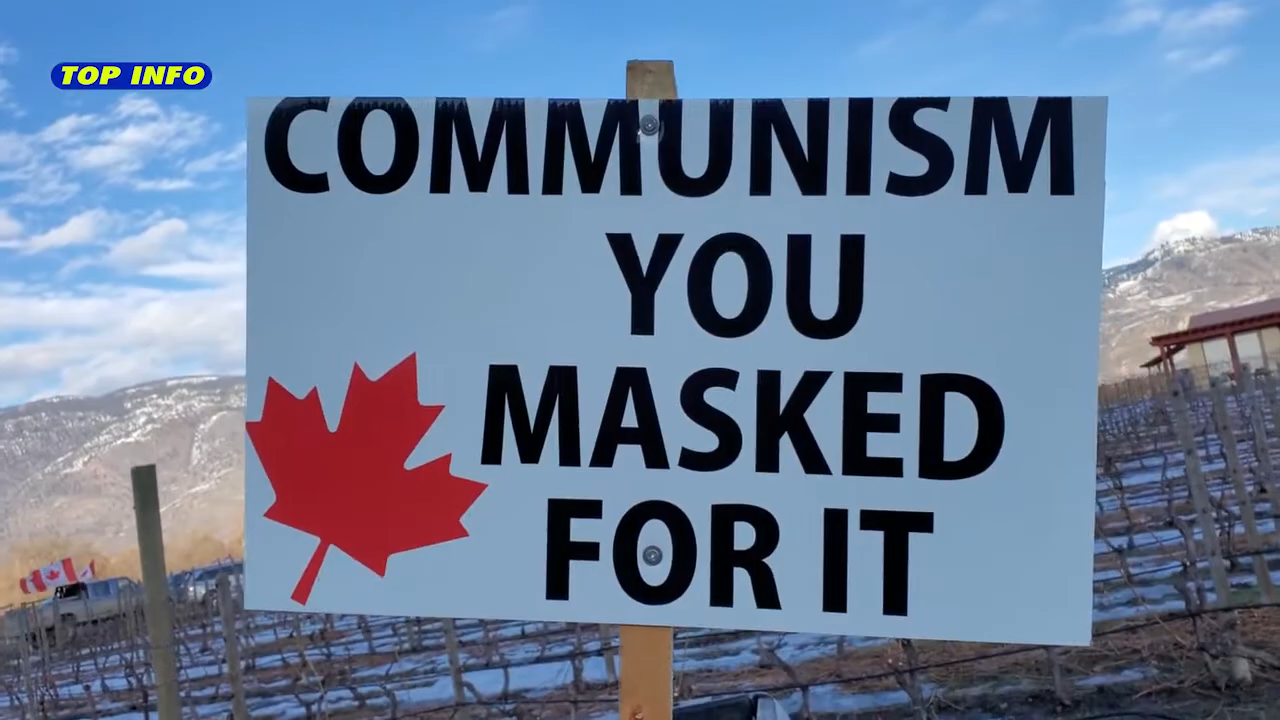 TOP INFO
COMMUNISM
YOU
MASKED
FOR IT